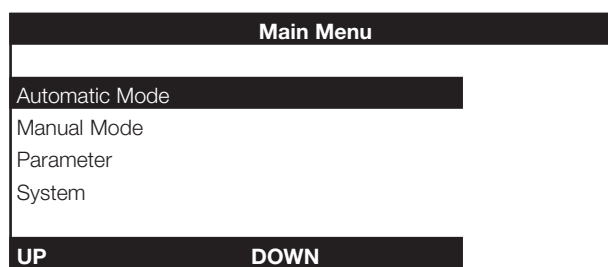 Main Menu
Automatic Mode
Manual Mode
Parameter
System
UP DOWN